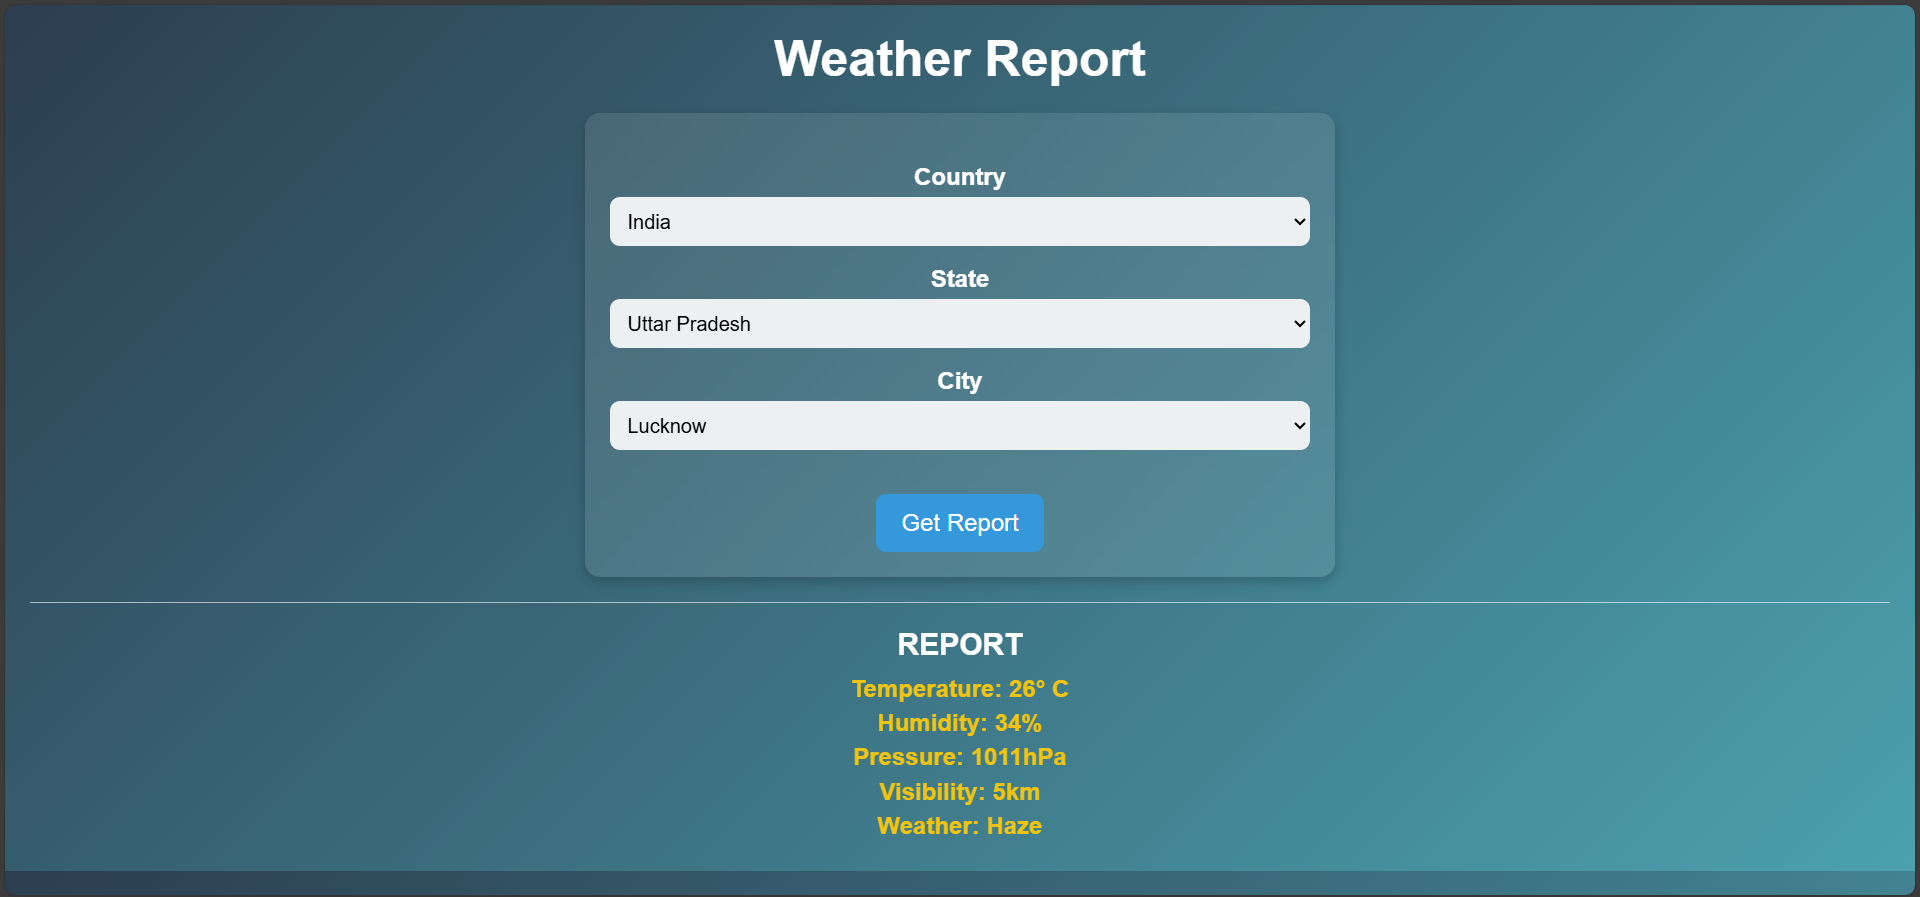 Weather Report
Country
India
State
Uttar Pradesh
City
Lucknow
Get Report
REPORT
Temperature: 26° C
Humidity: 34%
Pressure: 1011hPa
Visibility: 5km
Weather: Haze